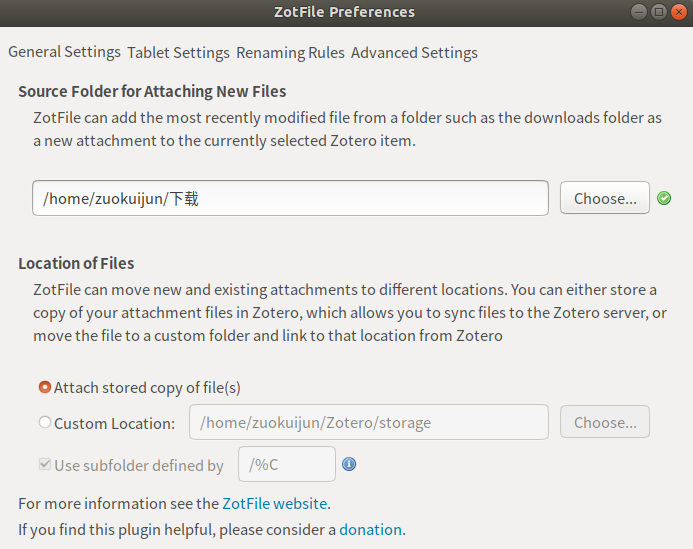 ZotFile Preferences
General Settings Tablet Settings Renaming Rules Advanced Settings
Source Folder for Attaching New Files
ZotFile can add the most recently modified file from a folder such as the downloads folder as
a new attachment to the currently selected Zotero item.
/home/zuokuijun/下载 Choose...
Location of Files
ZotFile can move new and existing attachments to different locations. You can either store a
copy of your attachment files in Zotero, which allows you to sync files to the Zotero server, or
move the file to a custom folder and link to that location from Zotero
Attach stored copy of file(s)
Custom Location: /home/zuokuijun/Zotero/storage Choose...
Use subfolder defined by /%C
For more information see the ZotFile website.
If you find this plugin helpful, please consider a donation.